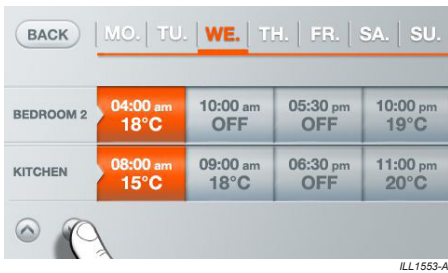 BACK MO. TU. WE. TH. FR. SA. SU.
BEDROOM 2 04:00 am 18°C 10:00 am OFF 05:30 pm OFF 10:00 pm 19°C
KITCHEN 08:00 am 15°C 09:00 am 18°C 06:30 pm OFF 11:00 pm 20°C
ILL1553-A